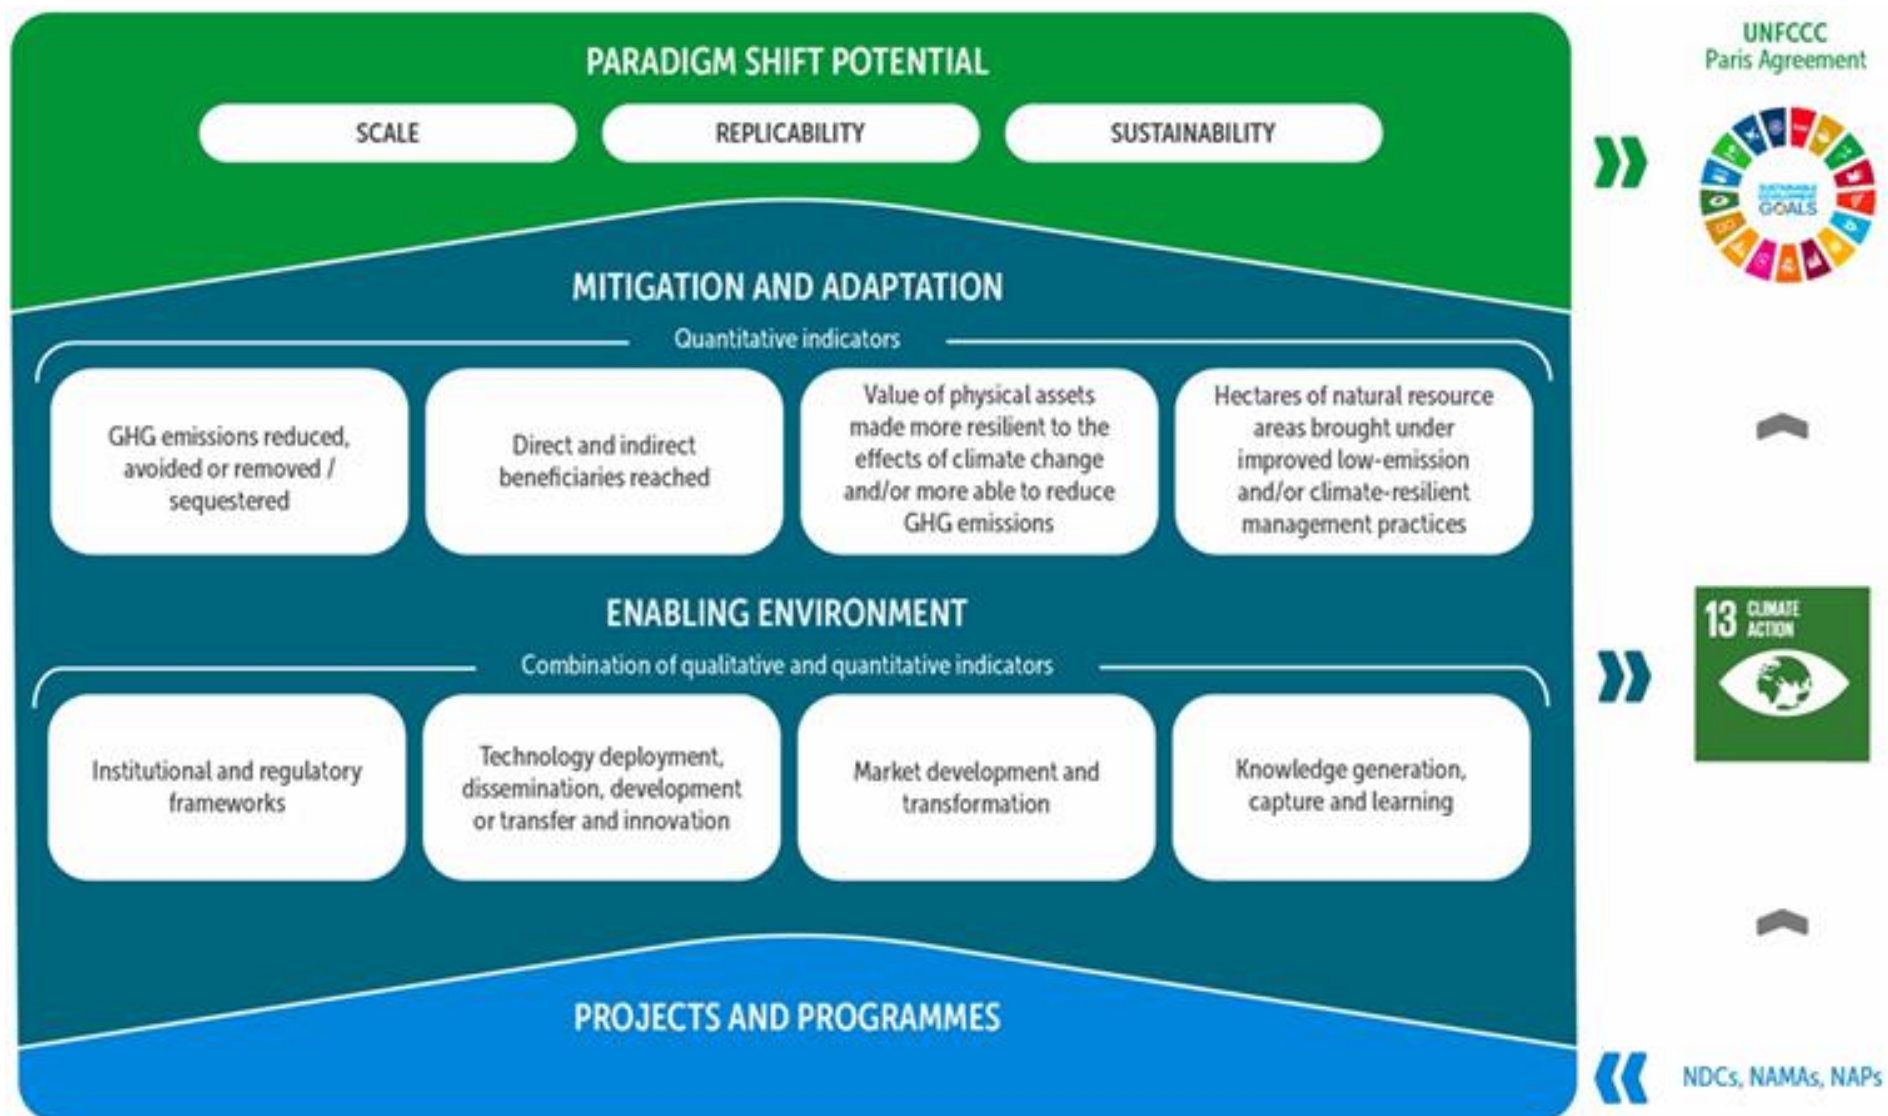 PARADIGM SHIFT POTENTIAL
SCALE
REPLICABILITY
SUSTAINABILITY
UNFCCC
Paris Agreement
SUSTAINABLE
DEVELOPMENT
GOALS
MITIGATION AND ADAPTATION
Quantitative indicators
GHG emissions reduced,
avoided or removed /
sequestered
Direct and indirect
beneficiaries reached
Value of physical assets
made more resilient to the
effects of climate change
and/or more able to reduce
GHG emissions
Hectares of natural resource
areas brought under
improved low-emission
and/or climate-resilient
management practices
ENABLING ENVIRONMENT
Combination of qualitative and quantitative indicators
Institutional and regulatory
frameworks
Technology deployment,
dissemination, development
or transfer and innovation
Market development and
transformation
Knowledge generation,
capture and learning
13 CLIMATE
ACTION
PROJECTS AND PROGRAMMES
NDCs, NAMAs, NAPs